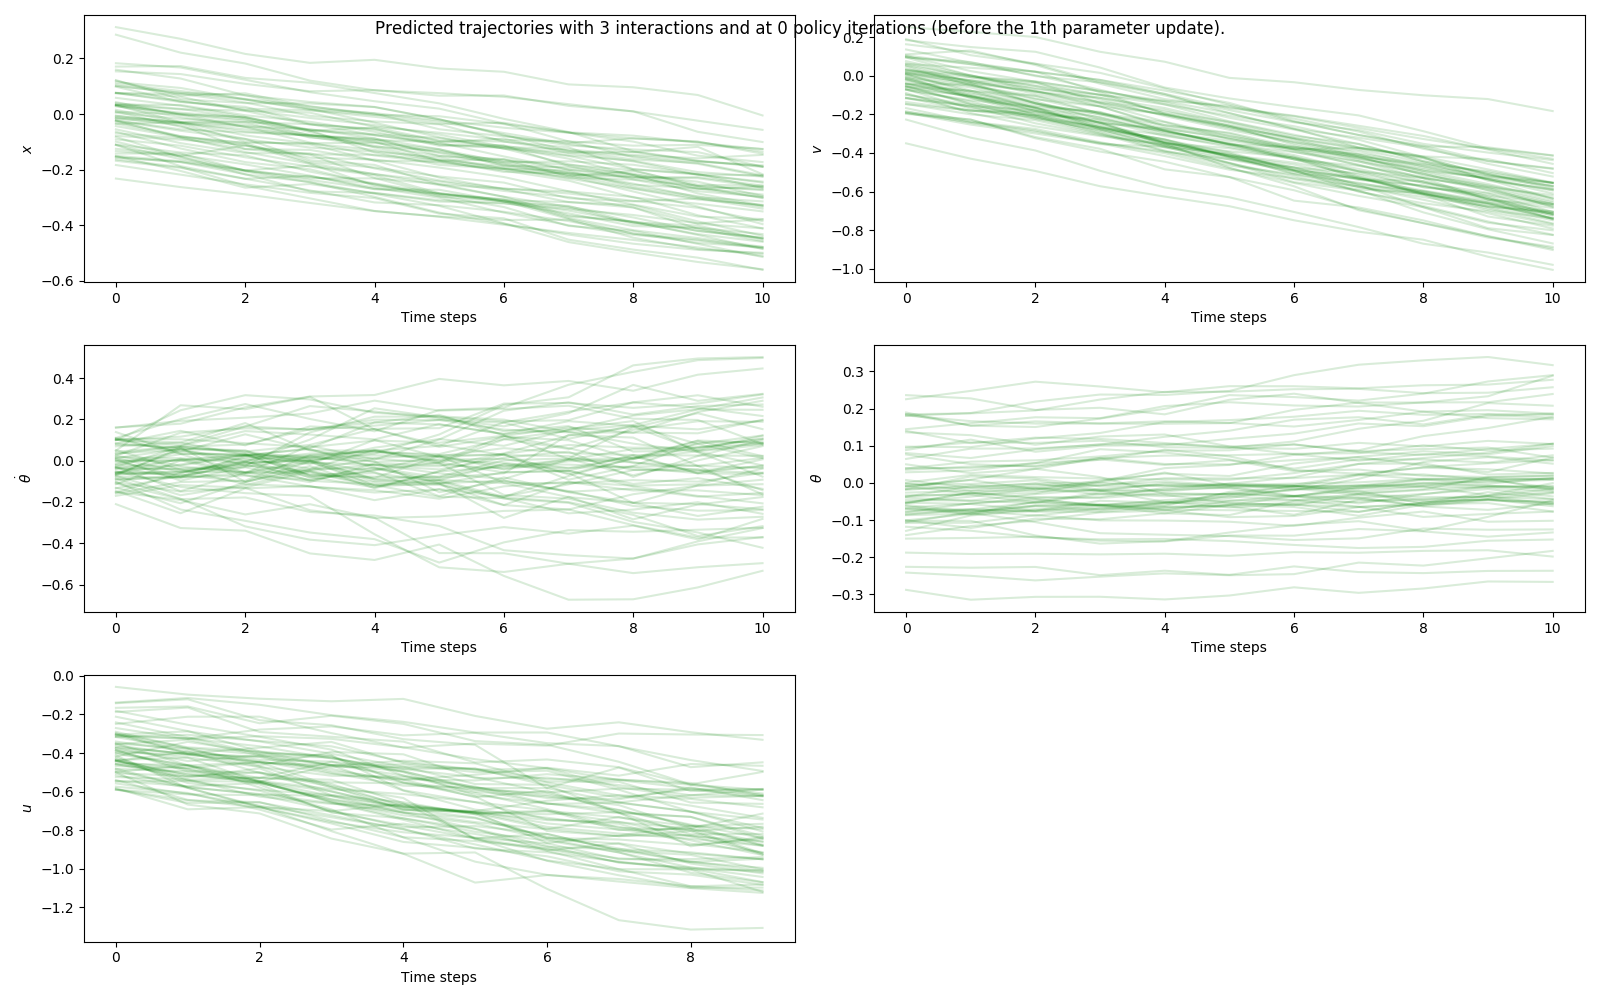 Predicted trajectories with 3 interactions and at 0 policy iterations (before the 1th parameter update).
0.2
0.0
−0.2
−0.4
−0.6
x
0 2 4 6 8 10
Time steps
0.2
0.0
−0.2
−0.4
−0.6
−0.8
−1.0
v
0 2 4 6 8 10
Time steps
0.4
0.2
0.0
−0.2
−0.4
−0.6
θ̇
0 2 4 6 8 10
Time steps
0.3
0.2
0.1
0.0
−0.1
−0.2
−0.3
θ
0 2 4 6 8 10
Time steps
0.0
−0.2
−0.4
−0.6
−0.8
−1.0
−1.2
u
0 2 4 6 8
Time steps